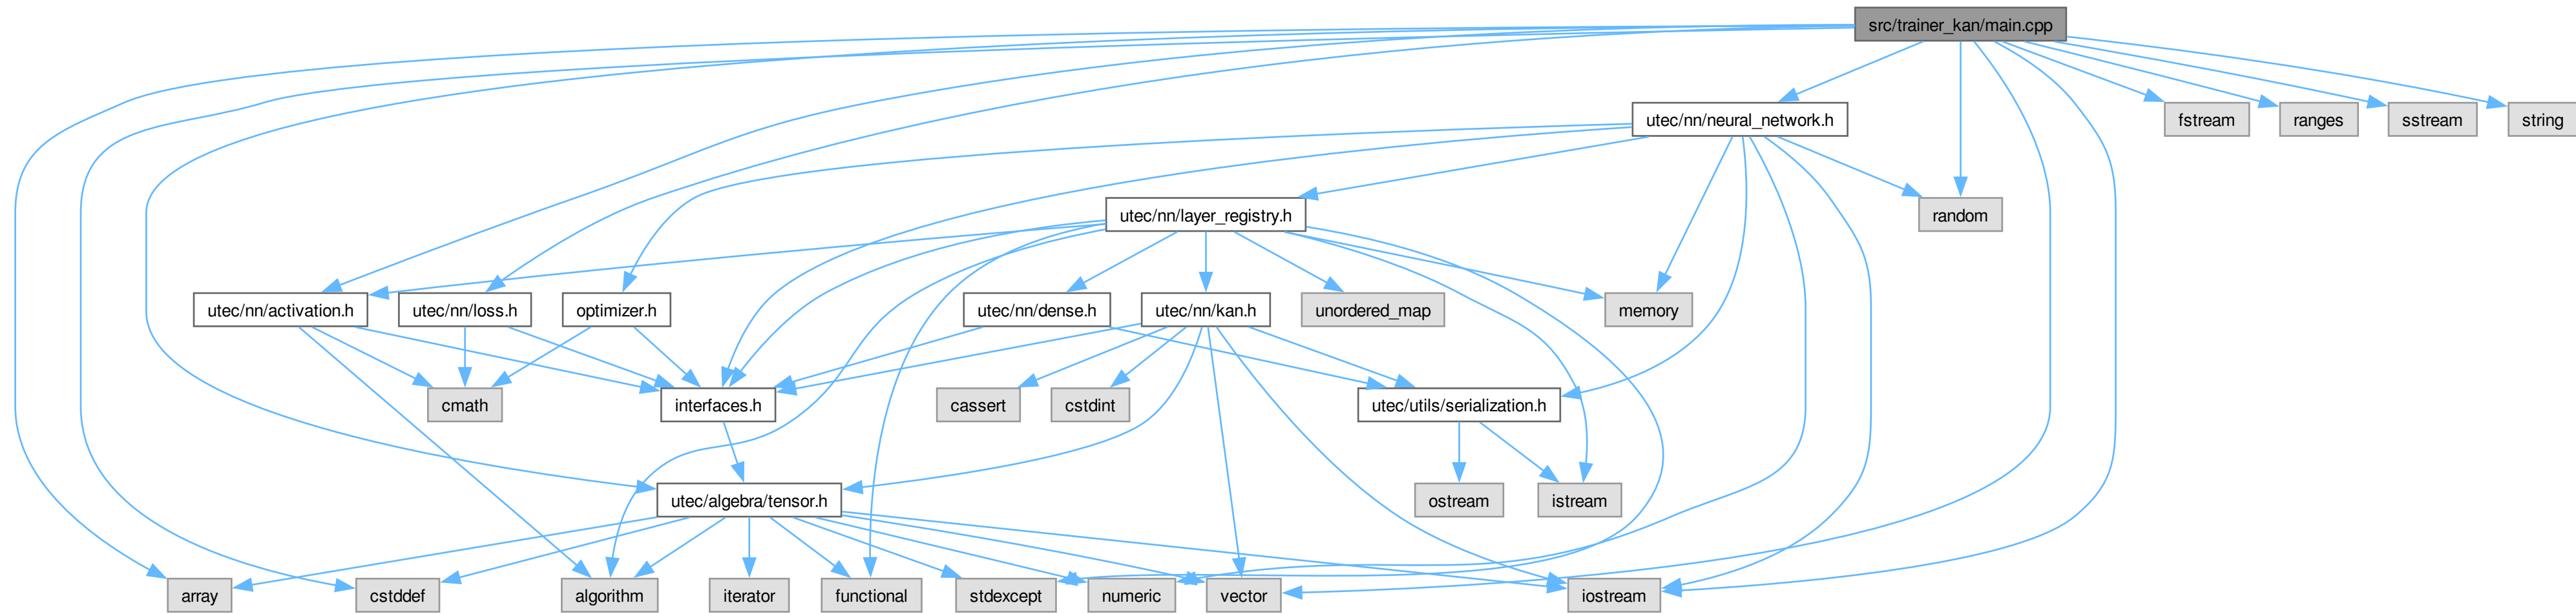 src/trainer_kan/main.cpp
utec/nn/neural_network.h
fstream
ranges
sstream
string
utec/nn/layer_registry.h
random
utec/nn/activation.h
utec/nn/loss.h
optimizer.h
utec/nn/dense.h
utec/nn/kan.h
unordered_map
memory
cmath
interfaces.h
cassert
cstdint
utec/utils/serialization.h
utec/algebra/tensor.h
ostream
istream
array
cstddef
algorithm
iterator
functional
stdexcept
numeric
vector
iostream